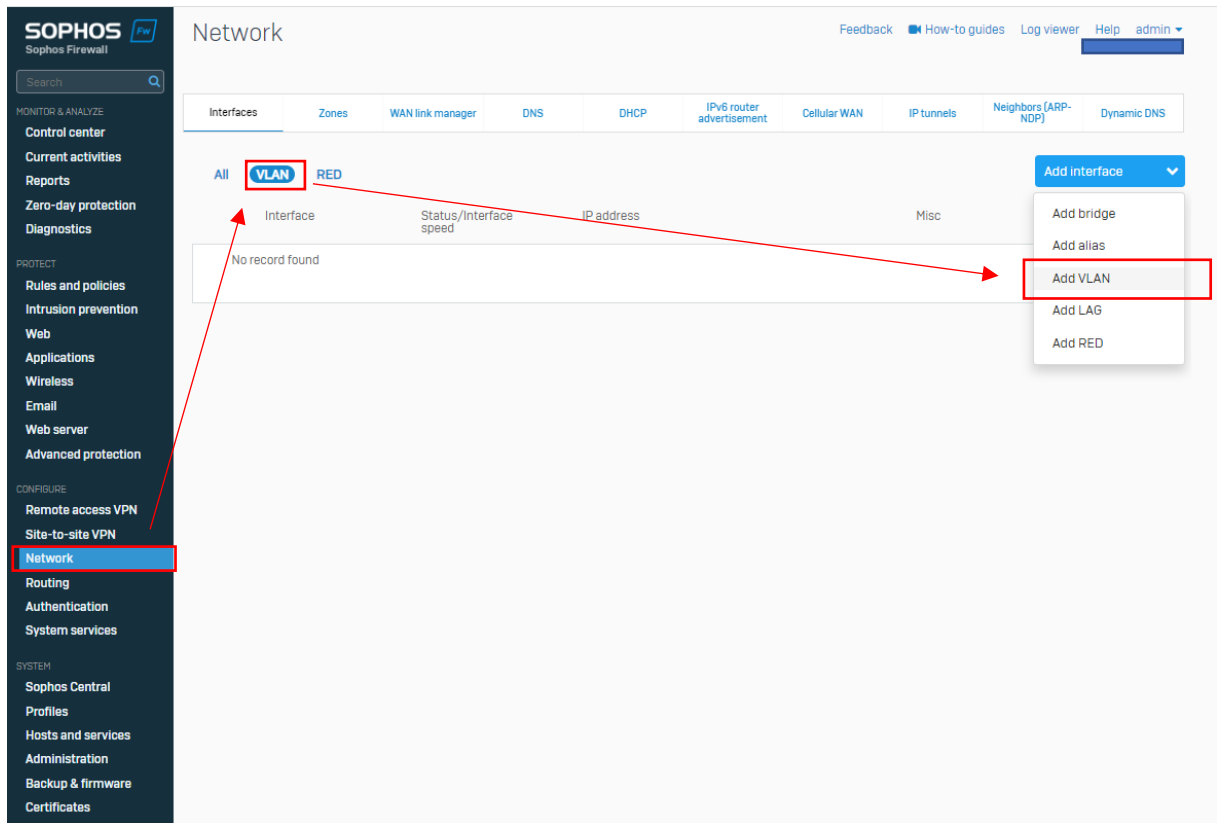 SOPHOS FW
Sophos Firewall
Search
MONITOR & ANALYZE
Control center
Current activities
Reports
Zero-day protection
Diagnostics
PROTECT
Rules and policies
Intrusion prevention
Web
Applications
Wireless
Email
Web server
Advanced protection
CONFIGURE
Remote access VPN
Site-to-site VPN
Network
Routing
Authentication
System services
SYSTEM
Sophos Central
Profiles
Hosts and services
Administration
Backup & firmware
Certificates
Network
Feedback How-to guides Log viewer Help admin
Interfaces Zones WAN link manager DNS DHCP IPv6 router advertisement Cellular WAN IP tunnels Neighbors (ARP-NDP) Dynamic DNS
All VLAN RED
Add interface
Interface Status/Interface speed IP address Misc
No record found
Add bridge
Add alias
Add VLAN
Add LAG
Add RED